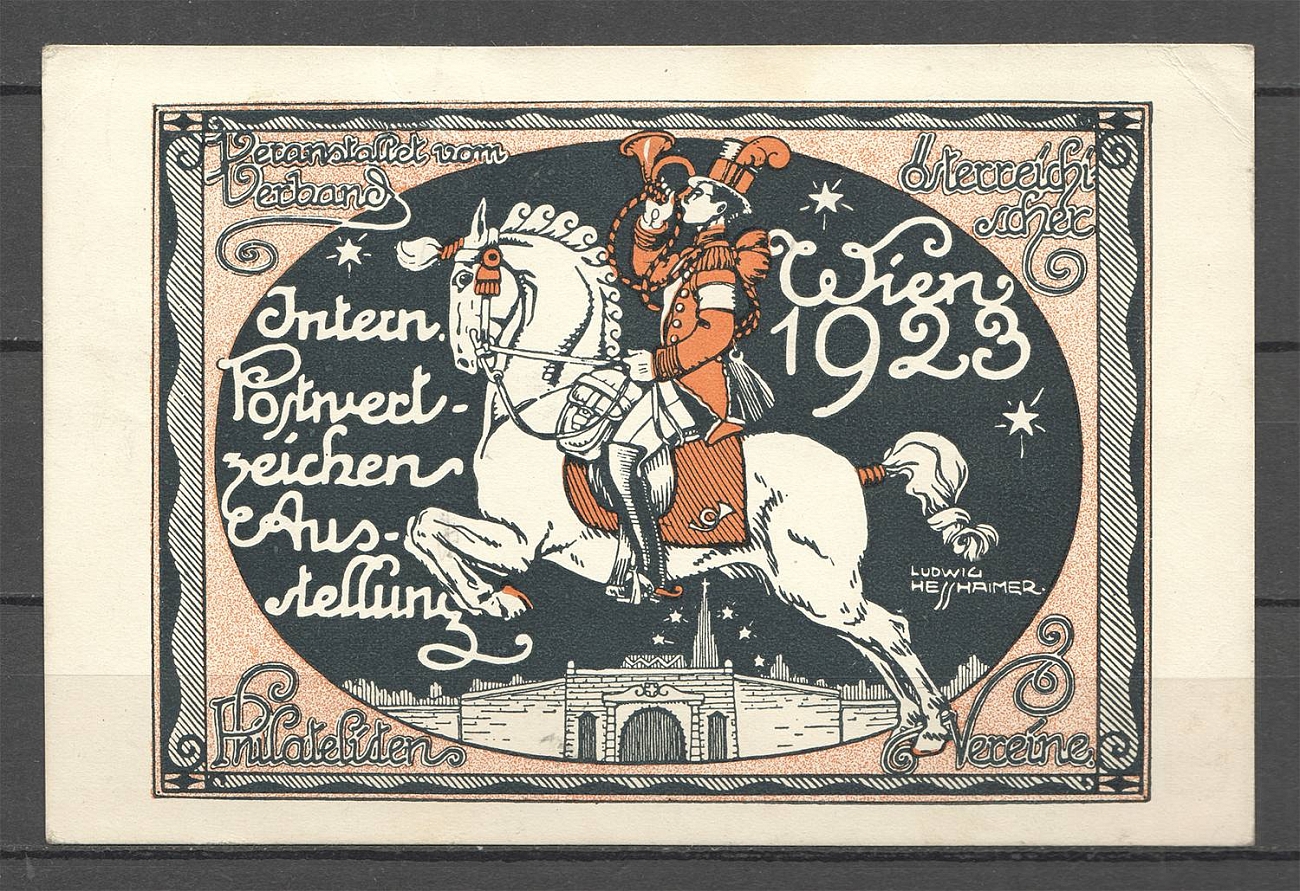 Veranstaltet vom
Verband
österreichi
scher
Philatelisten
Vereine.
Intern.
Postwert-
zeichen
Aus-
stellung
Wien
1923
LUDWIG
HESSHAIMER.